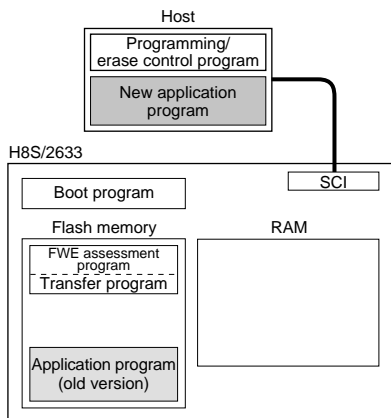 Host
Programming/
erase control program
New application
program
H8S/2633
SCI
Boot program
Flash memory
RAM
FWE assessment
program
Transfer program
Application program
(old version)